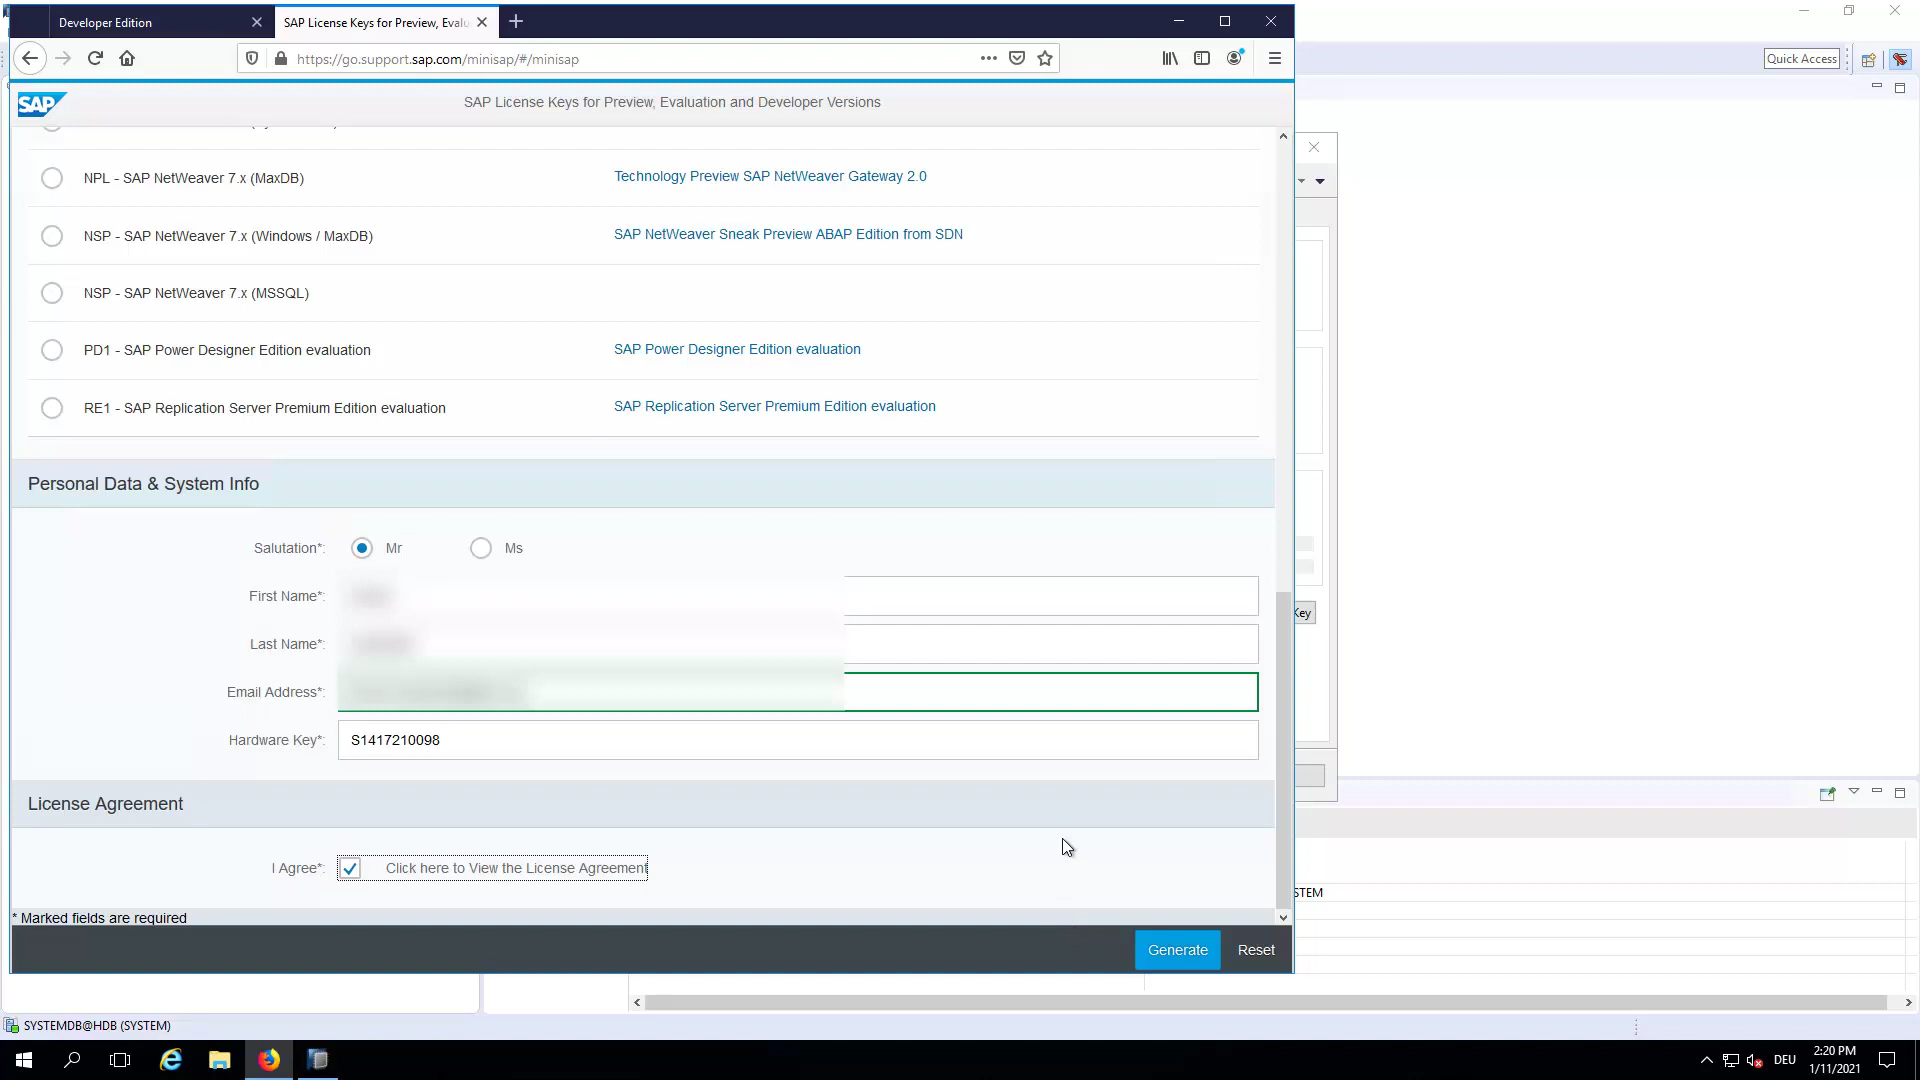 Developer Edition
SAP License Keys for Preview, Evalu
https://go.support.sap.com/minisap/#/minisap
Quick Access
SAP
SAP License Keys for Preview, Evaluation and Developer Versions
NPL - SAP NetWeaver 7.x (MaxDB)
Technology Preview SAP NetWeaver Gateway 2.0
NSP - SAP NetWeaver 7.x (Windows / MaxDB)
SAP NetWeaver Sneak Preview ABAP Edition from SDN
NSP - SAP NetWeaver 7.x (MSSQL)
PD1 - SAP Power Designer Edition evaluation
SAP Power Designer Edition evaluation
RE1 - SAP Replication Server Premium Edition evaluation
SAP Replication Server Premium Edition evaluation
Personal Data & System Info
Salutation*:
Mr
Ms
First Name*:
Key
Last Name*:
Email Address*:
Hardware Key*:
S1417210098
License Agreement
I Agree*:
Click here to View the License Agreement
STEM
* Marked fields are required
Generate
Reset
SYSTEMDB@HDB (SYSTEM)
DEU
2:20 PM
1/11/2021